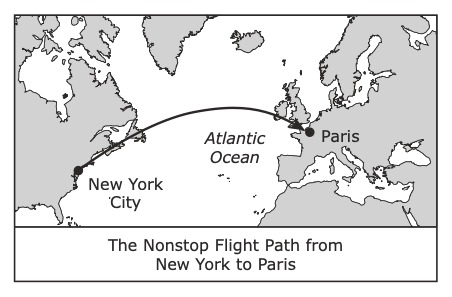 Atlantic
Ocean
Paris
New York
City
The Nonstop Flight Path from
New York to Paris